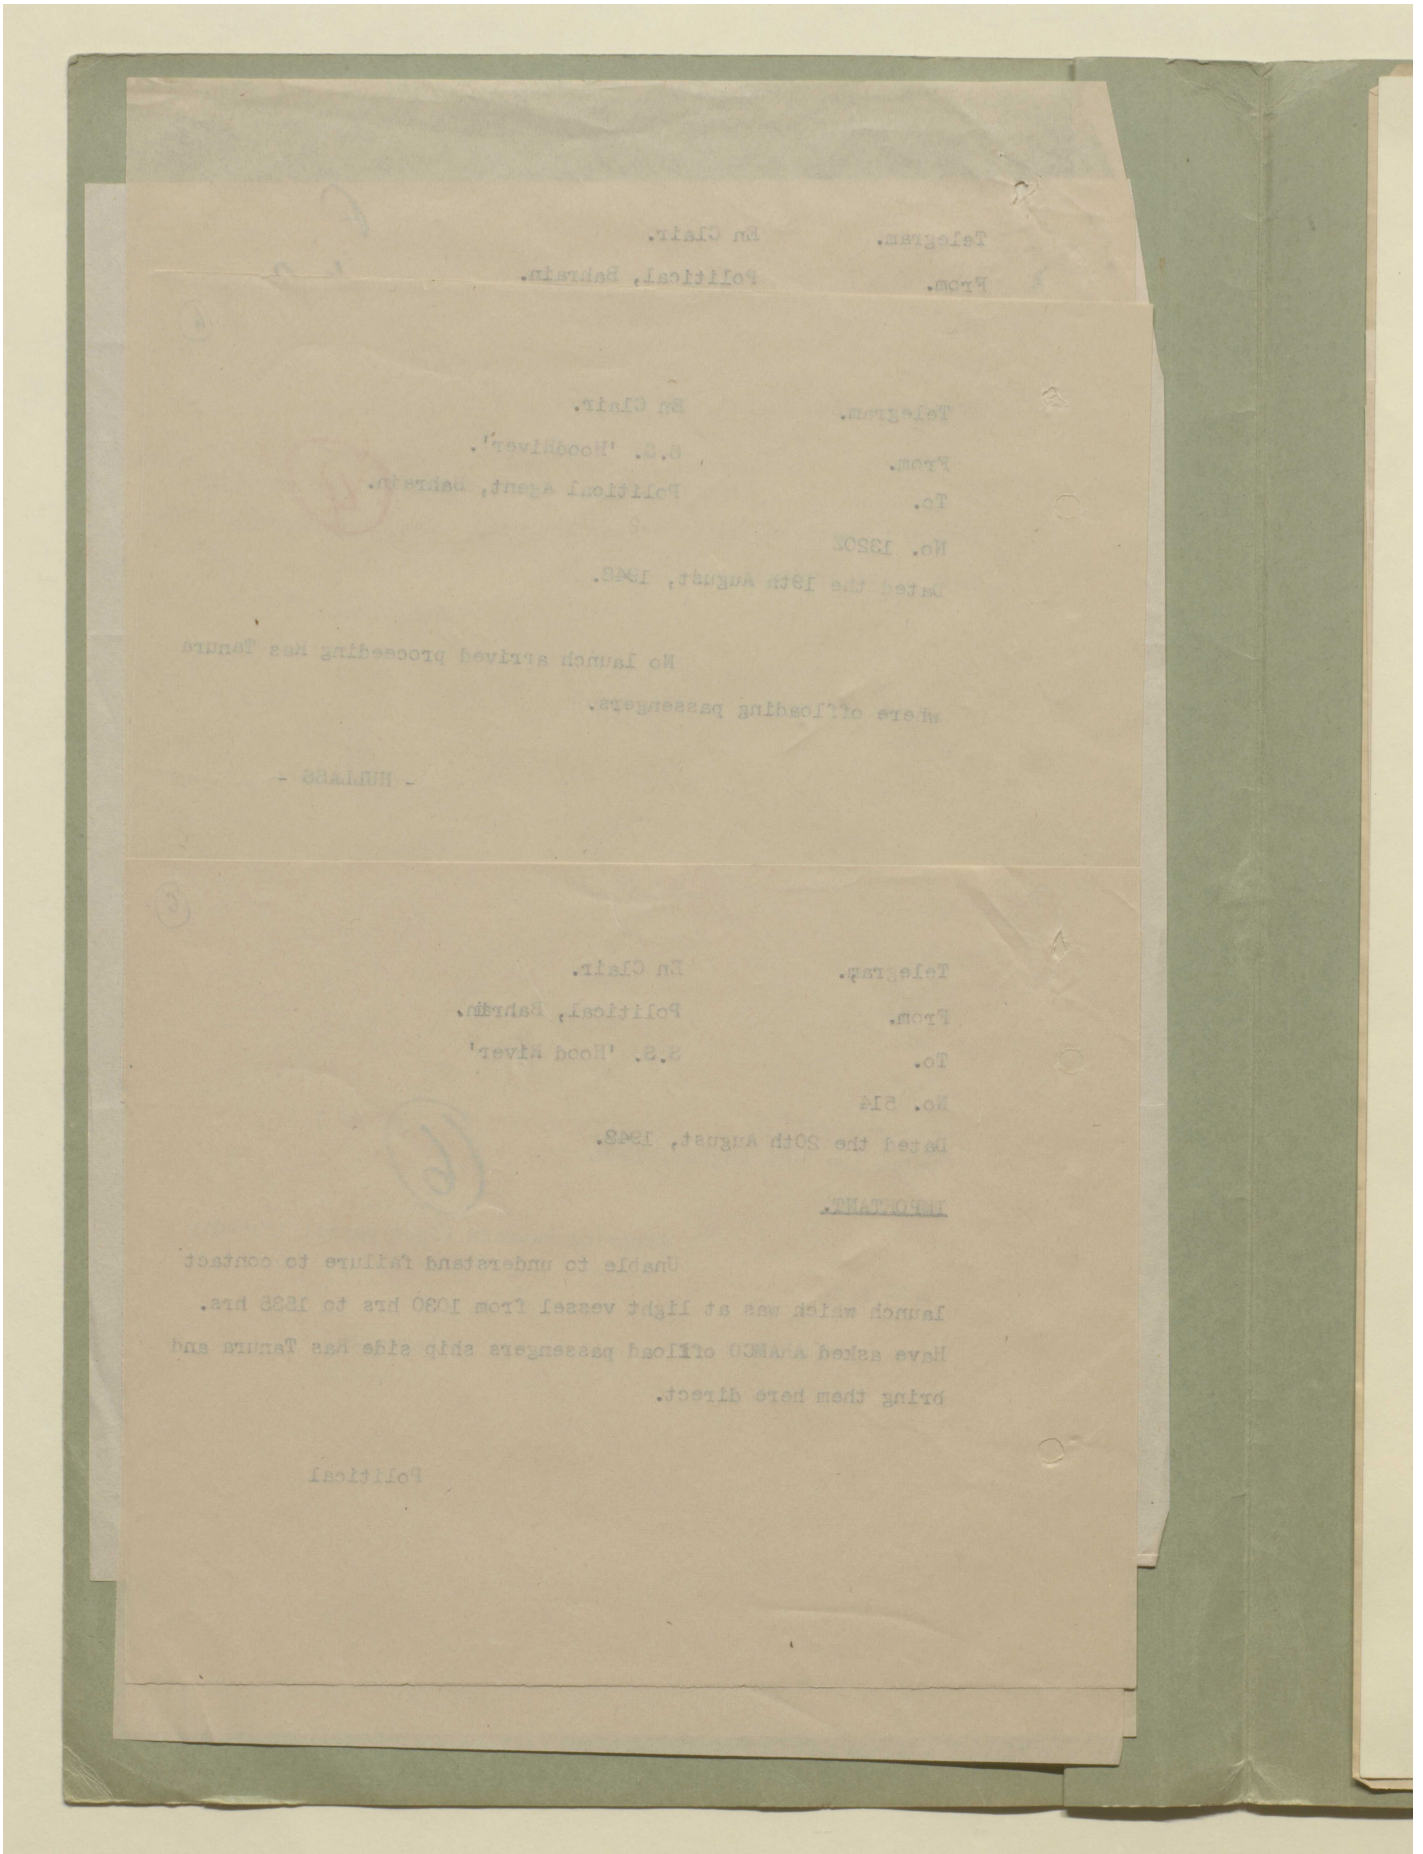 Telegram. En Clair.
From. Political, Bahrain.
Telegram. En Clair.
From. S.S. 'HoodRiver'.
To. Political Agent, Bahrain.
No. 1320Z
Dated the 19th August, 1948.
No launch arrived proceeding Ras Tanura
where offloading passengers.
- HULLABS -
Telegram. En Clair.
From. Political, Bahrain.
To. S.S. 'Hood River'
No. 514
Dated the 20th August, 1948.
IMPORTANT.
Unable to understand failure to contact
launch which was at light vessel from 1030 hrs to 1538 hrs.
Have asked ARAMCO offload passengers ship side Ras Tanura and
bring them here direct.
Political